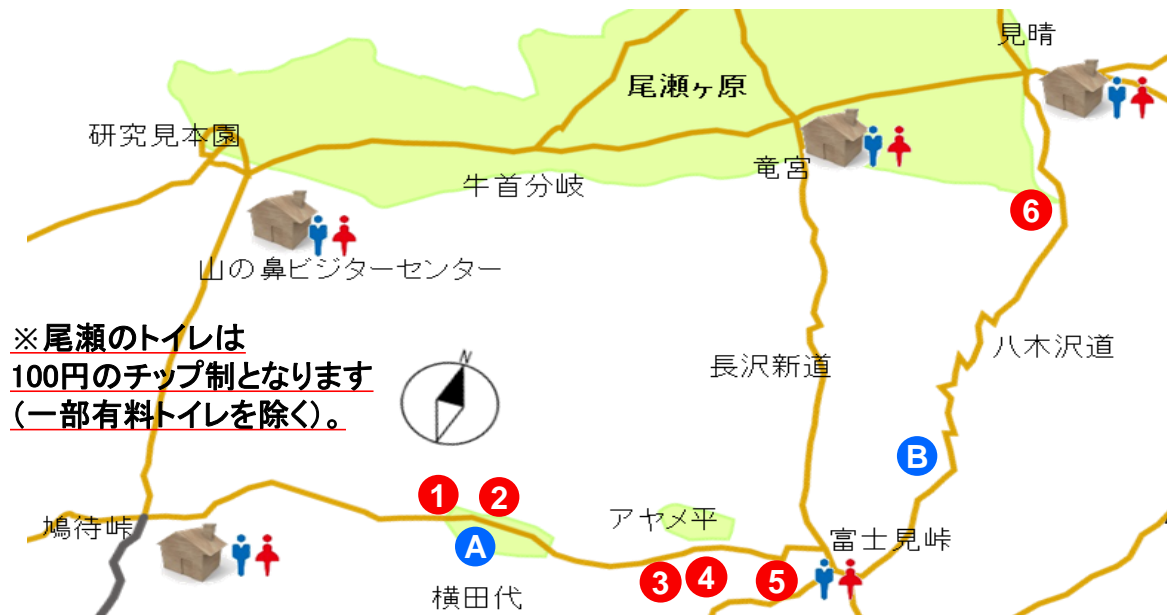 見晴
尾瀬ヶ原
研究見本園
竜宮
牛首分岐
6
山の鼻ビジターセンター
※尾瀬のトイレは
100円のチップ制となります
(一部有料トイレを除く)。
N
八木沢道
長沢新道
B
1
2
アヤメ平
鳩待峠
富士見峠
A
3
4
5
横田代